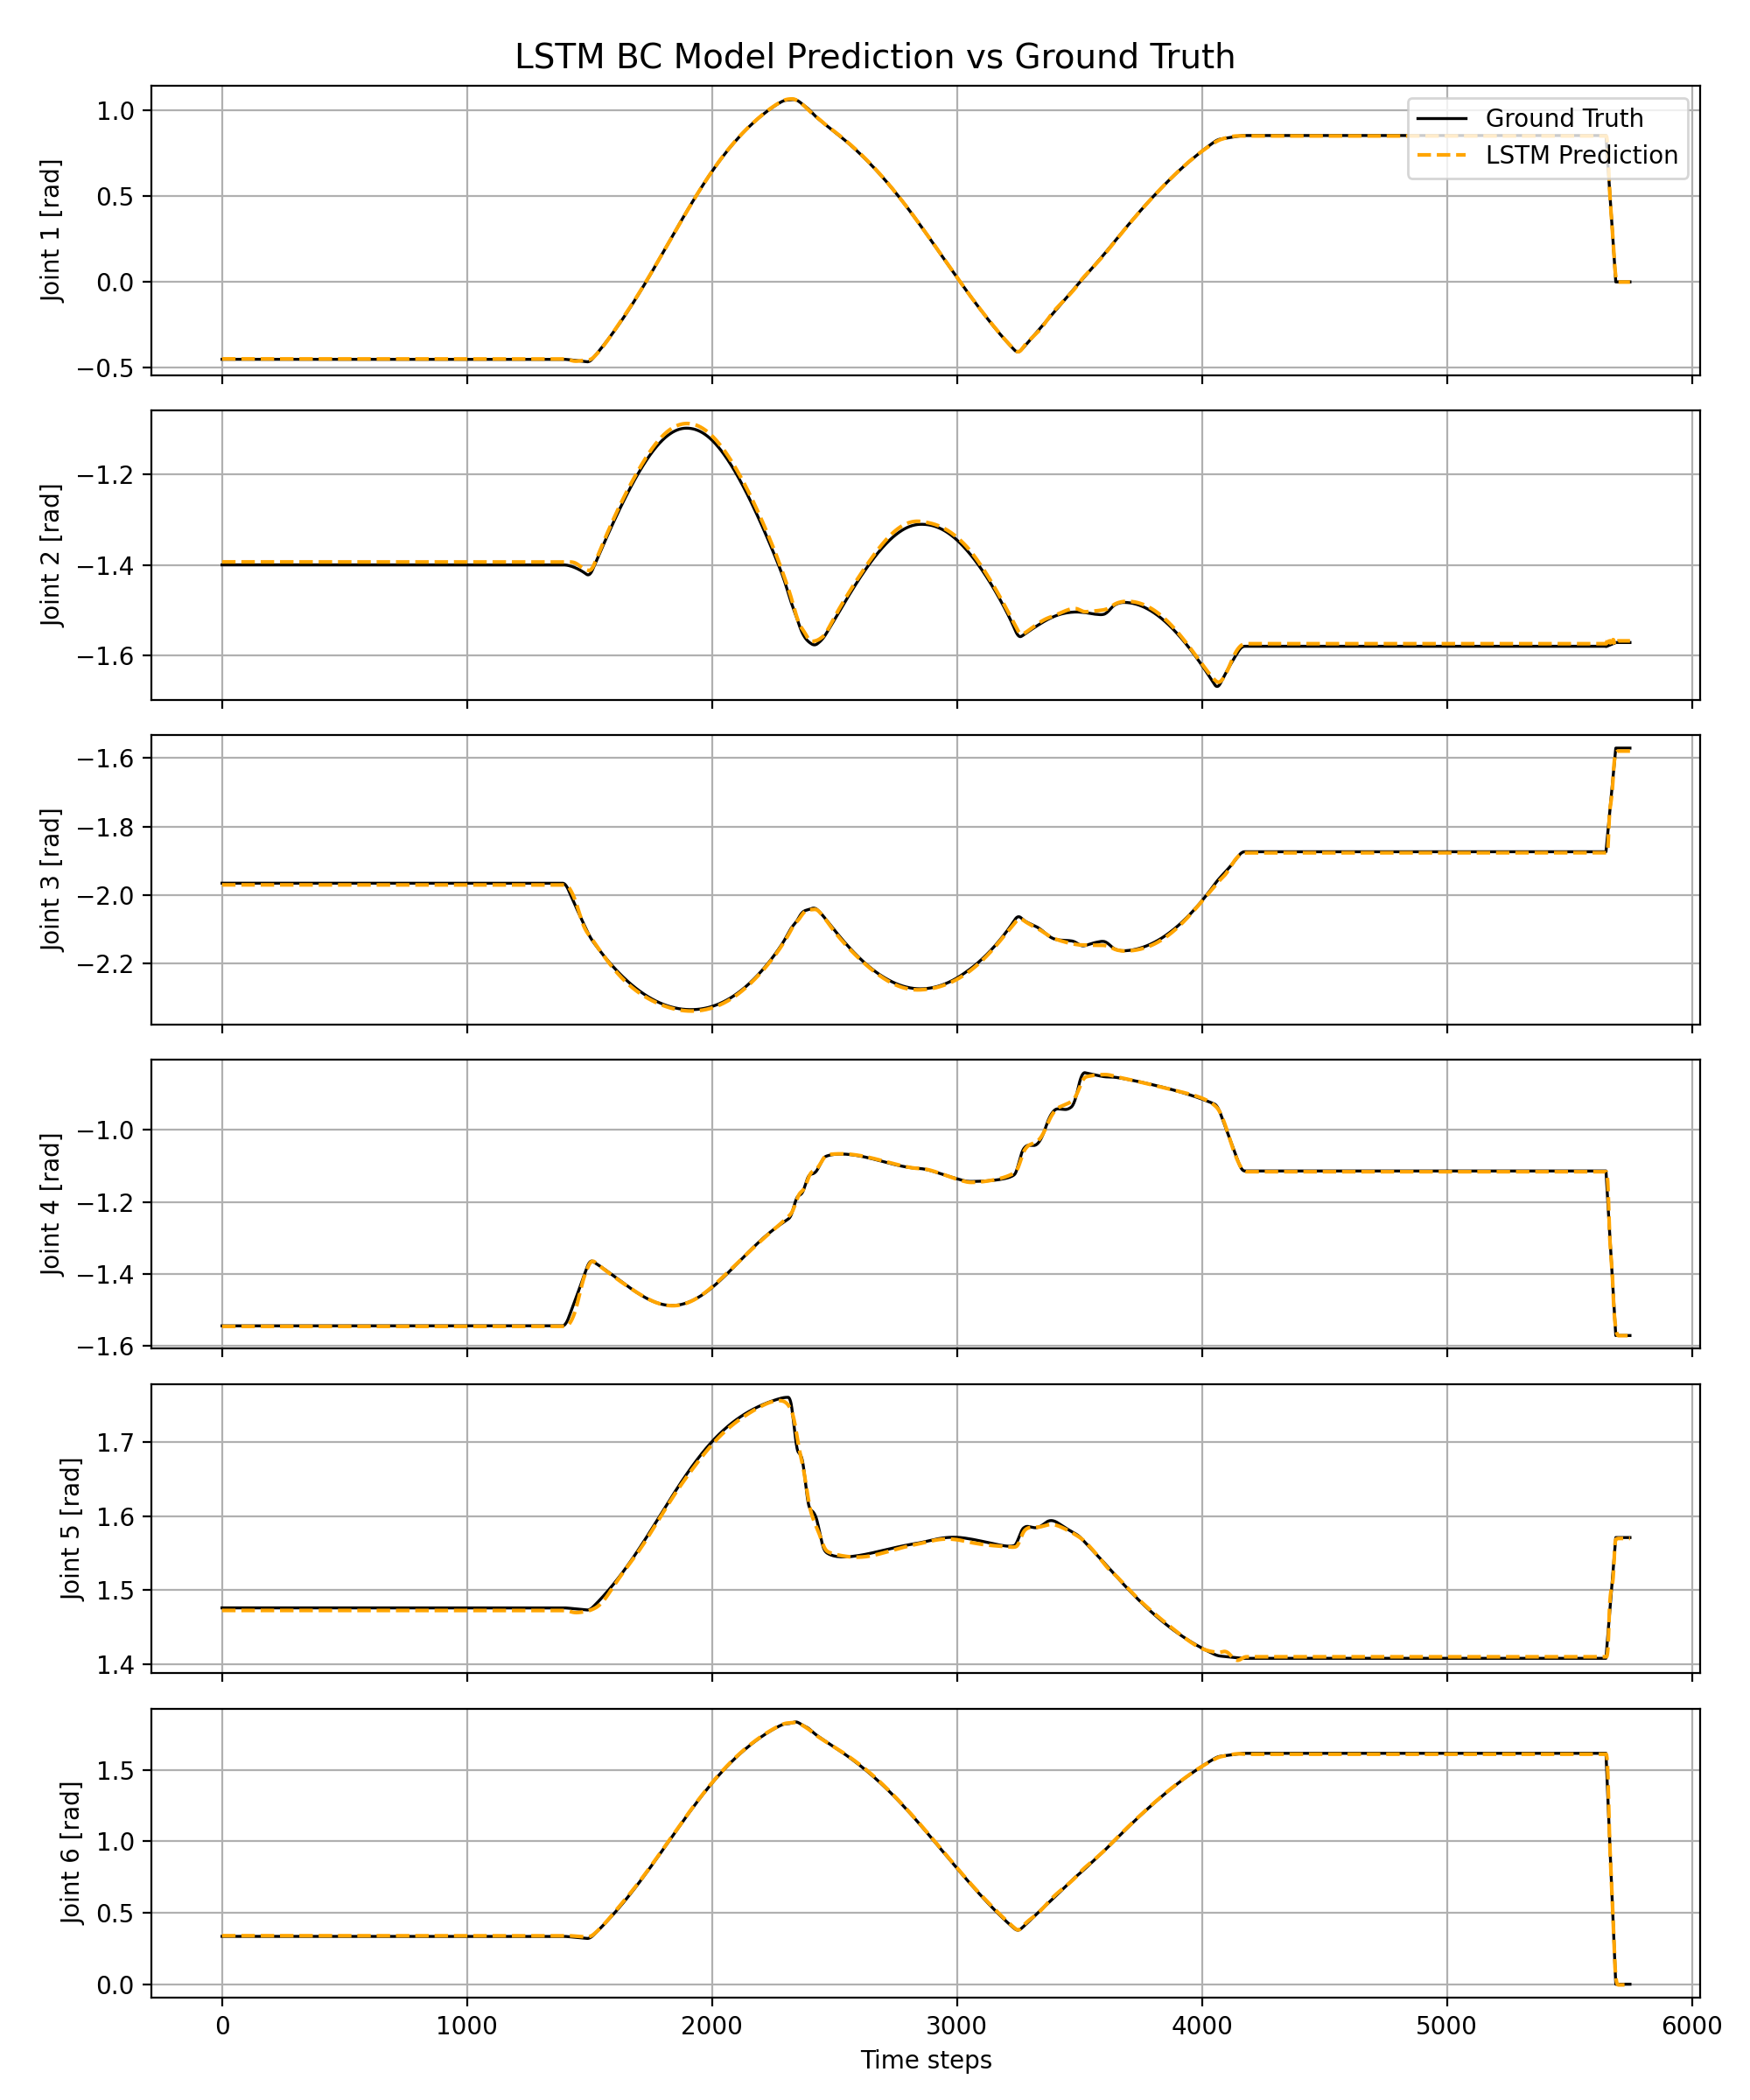 LSTM BC Model Prediction vs Ground Truth
Ground Truth
LSTM Prediction
Joint 1 [rad]
1.0
0.5
0.0
−0.5
Joint 2 [rad]
−1.2
−1.4
−1.6
Joint 3 [rad]
−1.6
−1.8
−2.0
−2.2
Joint 4 [rad]
−1.0
−1.2
−1.4
−1.6
Joint 5 [rad]
1.7
1.6
1.5
1.4
Joint 6 [rad]
1.5
1.0
0.5
0.0
0 1000 2000 3000 4000 5000 6000
Time steps